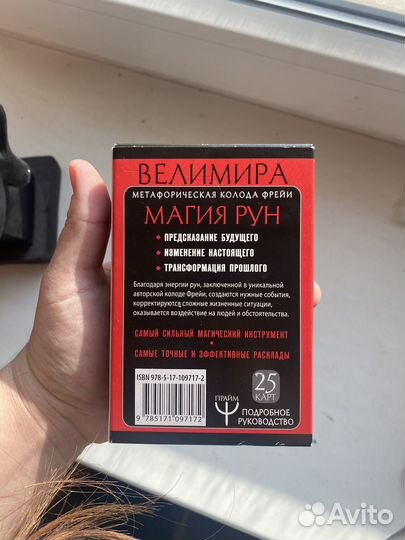 ВЕЛИМИРА
МЕТАФОРИЧЕСКАЯ КОЛОДА ФРЕЙИ
МАГИЯ РУН
ПРЕДСКАЗАНИЕ БУДУЩЕГО
ИЗМЕНЕНИЕ НАСТОЯЩЕГО
ТРАНСФОРМАЦИЯ ПРОШЛОГО
Благодаря энергии рун, заключенной в уникальной
авторской колоде Фрейи, создаются нужные события,
корректируются сложные жизненные ситуации,
оказывается воздействие на людей и обстоятельства.
САМЫЙ СИЛЬНЫЙ МАГИЧЕСКИЙ ИНСТРУМЕНТ
САМЫЕ ТОЧНЫЕ И ЭФФЕКТИВНЫЕ РАСКЛАДЫ
ISBN 978-5-17-109717-2
9 785171 097172
ПРАЙМ
25
КАРТ
ПОДРОБНОЕ
РУКОВОДСТВО
Avito